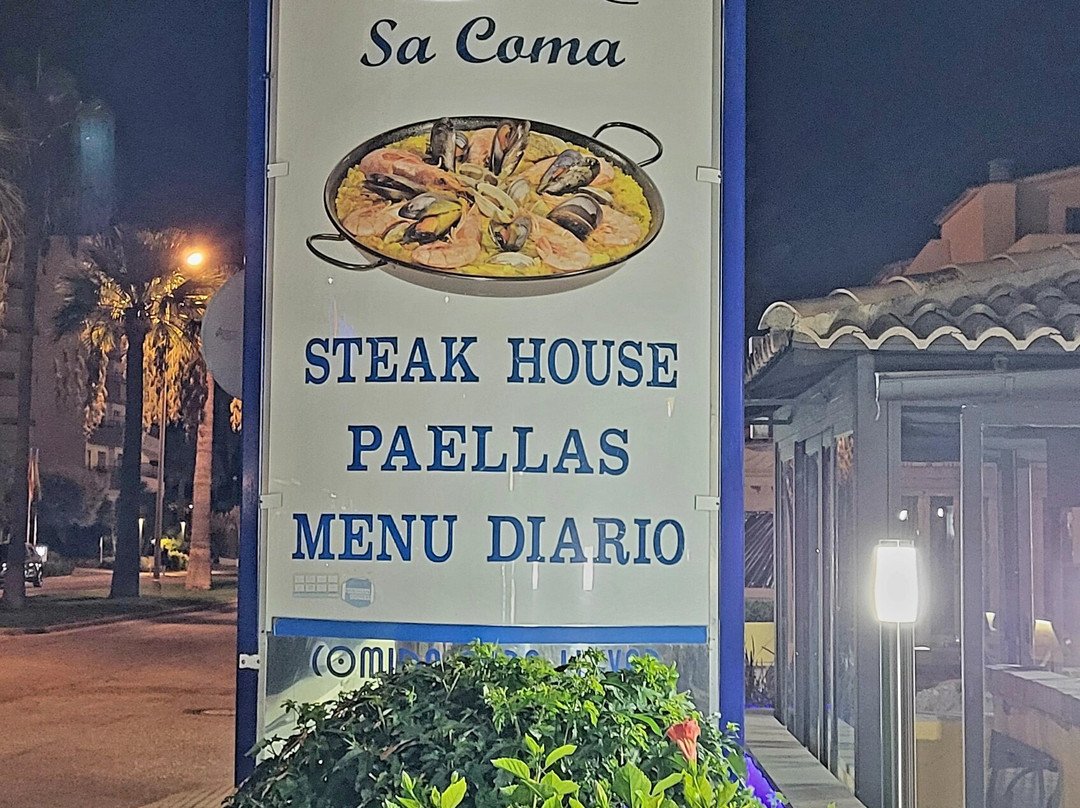 Sa Coma
STEAK HOUSE
PAELLAS
MENU DIARIO